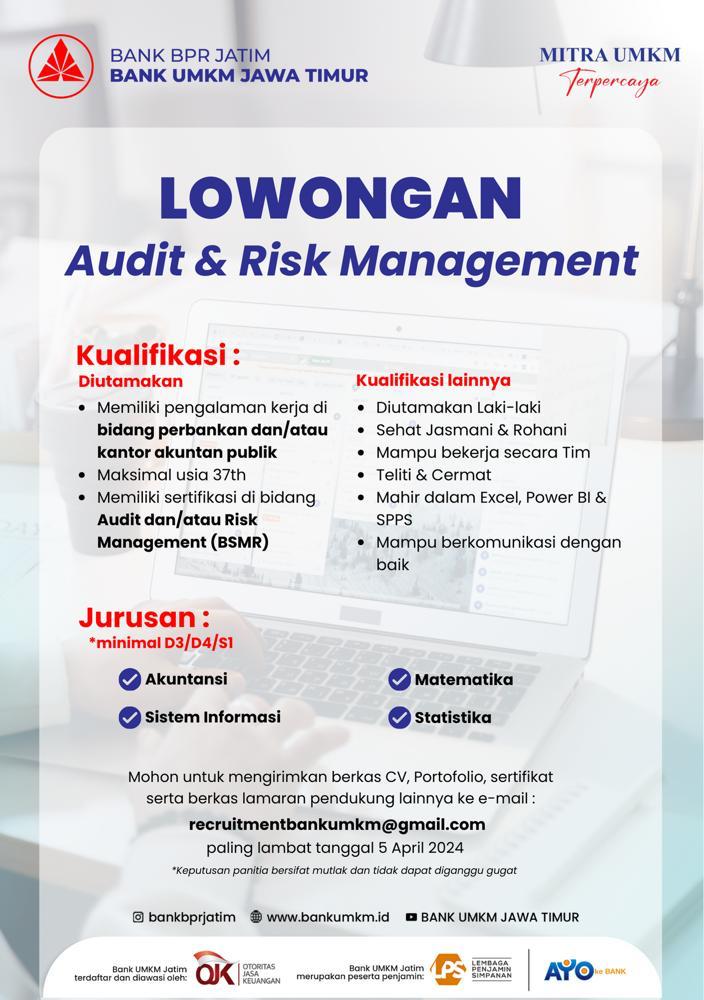 BANK BPR JATIM
BANK UMKM JAWA TIMUR
MITRA UMKM
Terpercaya
LOWONGAN
Audit & Risk Management
Kualifikasi :
Diutamakan
• Memiliki pengalaman kerja di
bidang perbankan dan/atau
kantor akuntan publik
• Maksimal usia 37th
• Memiliki sertifikasi di bidang
Audit dan/atau Risk
Management (BSMR)
Kualifikasi lainnya
• Diutamakan Laki-laki
• Sehat Jasmani & Rohani
• Mampu bekerja secara Tim
• Teliti & Cermat
• Mahir dalam Excel, Power BI &
SPPS
• Mampu berkomunikasi dengan
baik
Jurusan :
*minimal D3/D4/S1
Akuntansi
Matematika
Sistem Informasi
Statistika
Mohon untuk mengirimkan berkas CV, Portofolio, sertifikat
serta berkas lamaran pendukung lainnya ke e-mail :
recruitmentbankumkm@gmail.com
paling lambat tanggal 5 April 2024
*Keputusan panitia bersifat mutlak dan tidak dapat diganggu gugat
bankbprjatim
www.bankumkm.id
BANK UMKM JAWA TIMUR
Bank UMKM Jatim
terdaftar dan diawasi oleh:
OJK
OTORITAS
JASA
KEUANGAN
Bank UMKM Jatim
merupakan peserta penjamin:
LPS
LEMBAGA
PENJAMIN
SIMPANAN
AYO ke BANK